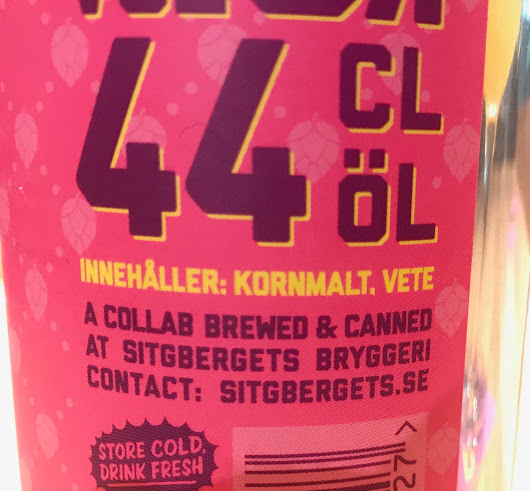 44 CL ÖL
INNEHÅLLER: KORNMALT, VETE
A COLLAB BREWED & CANNED
AT SITGBERGETS BRYGGERI
CONTACT: SITGBERGETS.SE
STORE COLD,
DRINK FRESH
27>